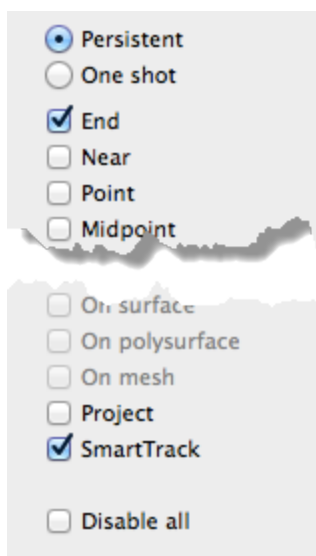 Persistent
One shot
End
Near
Point
Midpoint
On surface
On polysurface
On mesh
Project
SmartTrack
Disable all